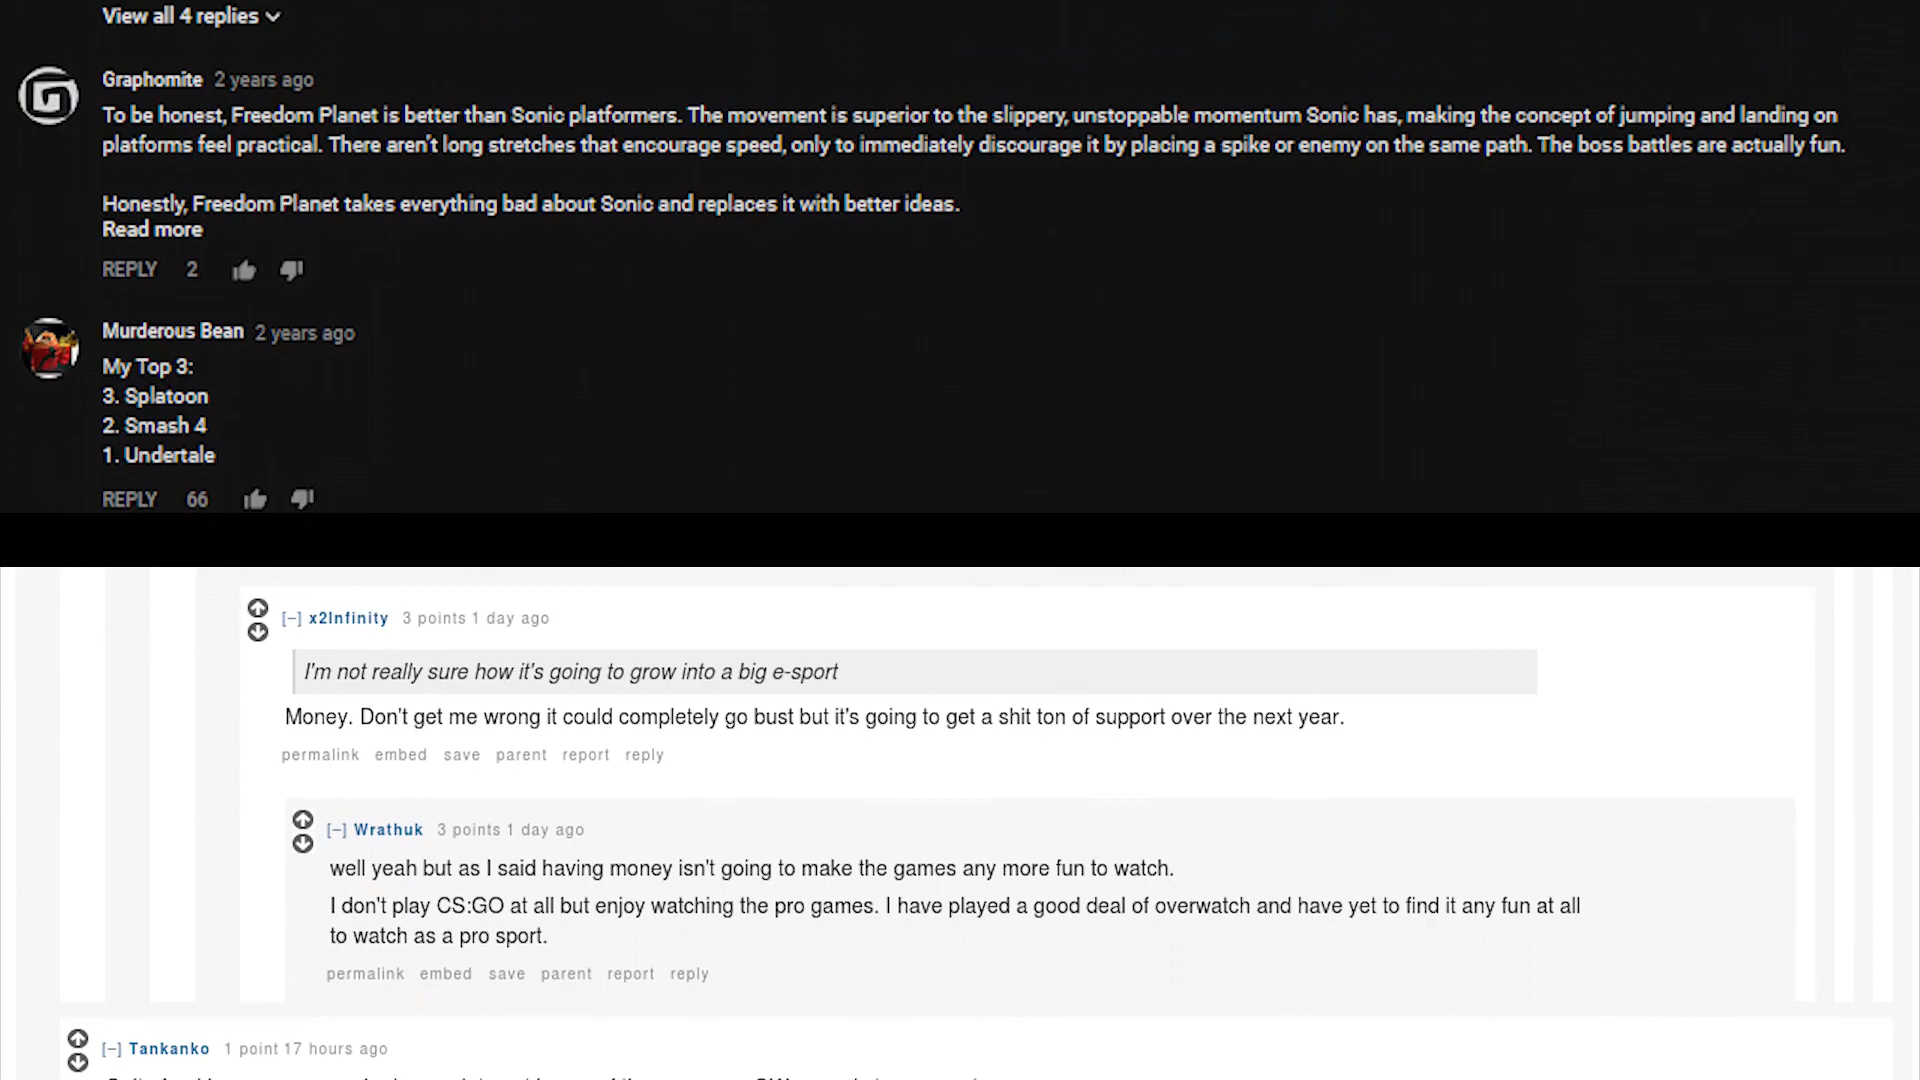 View all 4 replies
Graphomite 2 years ago
To be honest, Freedom Planet is better than Sonic platformers. The movement is superior to the slippery, unstoppable momentum Sonic has, making the concept of jumping and landing on
platforms feel practical. There aren't long stretches that encourage speed, only to immediately discourage it by placing a spike or enemy on the same path. The boss battles are actually fun.
Honestly, Freedom Planet takes everything bad about Sonic and replaces it with better ideas.
Read more
REPLY 2
Murderous Bean 2 years ago
My Top 3:
3. Splatoon
2. Smash 4
1. Undertale
REPLY 66
[–] x2Infinity 3 points 1 day ago
I'm not really sure how it's going to grow into a big e-sport
Money. Don't get me wrong it could completely go bust but it's going to get a shit ton of support over the next year.
permalink embed save parent report reply
[–] Wrathuk 3 points 1 day ago
well yeah but as I said having money isn't going to make the games any more fun to watch.
I don't play CS:GO at all but enjoy watching the pro games. I have played a good deal of overwatch and have yet to find it any fun at all
to watch as a pro sport.
permalink embed save parent report reply
[–] Tankanko 1 point 17 hours ago